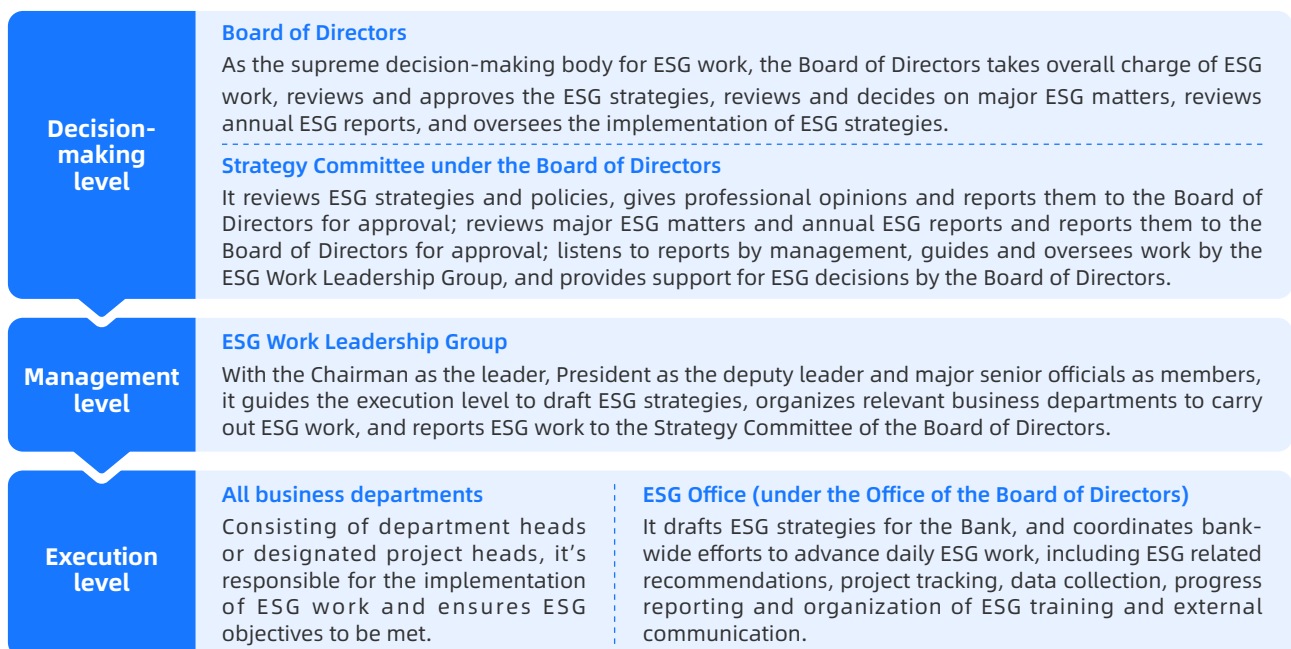 Decision-
making
level
Board of Directors
As the supreme decision-making body for ESG work, the Board of Directors takes overall charge of ESG
work, reviews and approves the ESG strategies, reviews and decides on major ESG matters, reviews
annual ESG reports, and oversees the implementation of ESG strategies.
Strategy Committee under the Board of Directors
It reviews ESG strategies and policies, gives professional opinions and reports them to the Board of
Directors for approval; reviews major ESG matters and annual ESG reports and reports them to the
Board of Directors for approval; listens to reports by management, guides and oversees work by the
ESG Work Leadership Group, and provides support for ESG decisions by the Board of Directors.
Management
level
ESG Work Leadership Group
With the Chairman as the leader, President as the deputy leader and major senior officials as members,
it guides the execution level to draft ESG strategies, organizes relevant business departments to carry
out ESG work, and reports ESG work to the Strategy Committee of the Board of Directors.
Execution
level
All business departments
Consisting of department heads
or designated project heads, it's
responsible for the implementation
of ESG work and ensures ESG
objectives to be met.
ESG Office (under the Office of the Board of Directors)
It drafts ESG strategies for the Bank, and coordinates bank-
wide efforts to advance daily ESG work, including ESG related
recommendations, project tracking, data collection, progress
reporting and organization of ESG training and external
communication.